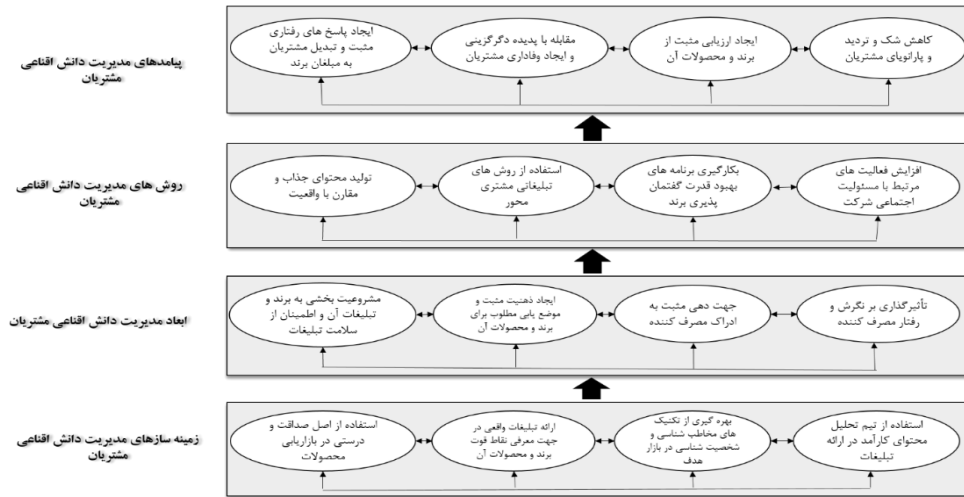 پیامدهای مدیریت دانش اقناعی
مشتریان
کاهش شک و تردید
و پارانویای مشتریان
ایجاد ارزیابی مثبت از
برند و محصولات آن
مقابله با پدیده دگرگزینی
و ایجاد وفاداری مشتریان
ایجاد پاسخ های رفتاری
مثبت و تبدیل مشتریان
به مبلغان برند
روش های مدیریت دانش اقناعی
مشتریان
افزایش فعالیت های
مرتبط با مسئولیت
اجتماعی شرکت
بکارگیری برنامه های
بهبود قدرت گفتمان
پذیری برند
استفاده از روش های
تبلیغاتی مشتری
محور
تولید محتوای جذاب و
مقارن با واقعیت
ابعاد مدیریت دانش اقناعی مشتریان
تأثیرگذاری بر نگرش و
رفتار مصرف کننده
جهت دهی مثبت به
ادراک مصرف کننده
ایجاد ذهنیت مثبت و
موضع یابی مطلوب برای
برند و محصولات آن
مشروعیت بخشی به برند و
تبلیغات آن و اطمینان از
سلامت تبلیغات
زمینه سازهای مدیریت دانش اقناعی
مشتریان
استفاده از تیم تحلیل
محتوای کارآمد در ارائه
تبلیغات
بهره گیری از تکنیک
های مخاطب شناسی و
شخصیت شناسی در بازار
هدف
ارائه تبلیغات واقعی در
جهت معرفی نقاط قوت
برند و محصولات آن
استفاده از اصل صداقت و
درستی در بازاریابی
محصولات